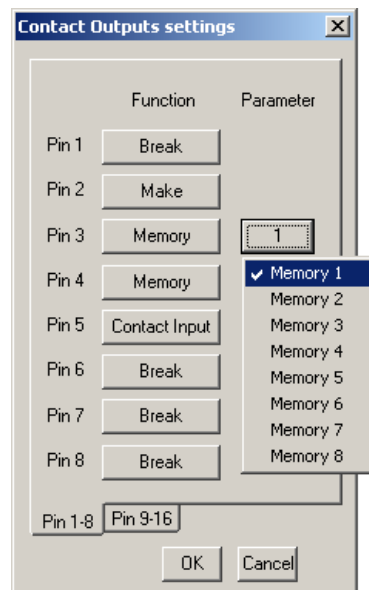 Contact Outputs settings
Function Parameter
Pin 1 Break
Pin 2 Make
Pin 3 Memory 1
Pin 4 Memory
Pin 5 Contact Input
Pin 6 Break
Pin 7 Break
Pin 8 Break
Memory 1
Memory 2
Memory 3
Memory 4
Memory 5
Memory 6
Memory 7
Memory 8
Pin 1-8 Pin 9-16
OK Cancel